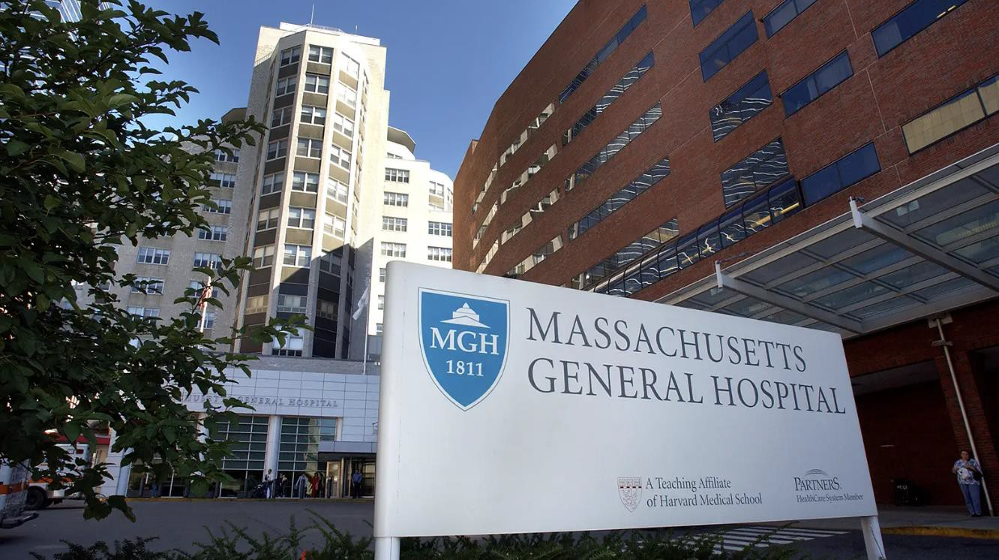 MGH
1811
MASSACHUSETTS
GENERAL HOSPITAL
A Teaching Affiliate
of Harvard Medical School
PARTNERS.
HealthCare System Member
GENERAL HOSPITAL